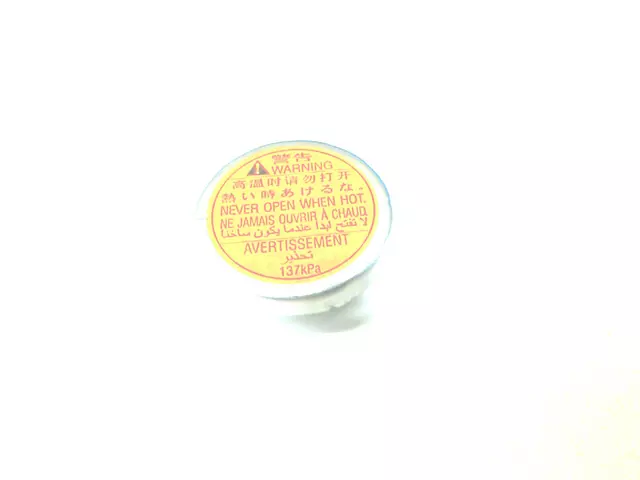 警告
WARNING
高温时请勿打开
熱い時あけるな。
NEVER OPEN WHEN HOT.
NE JAMAIS OUVRIR À CHAUD.
لا تفتح ابدا عندما يكون ساخنا
AVERTISSEMENT
تحذير
137kPa